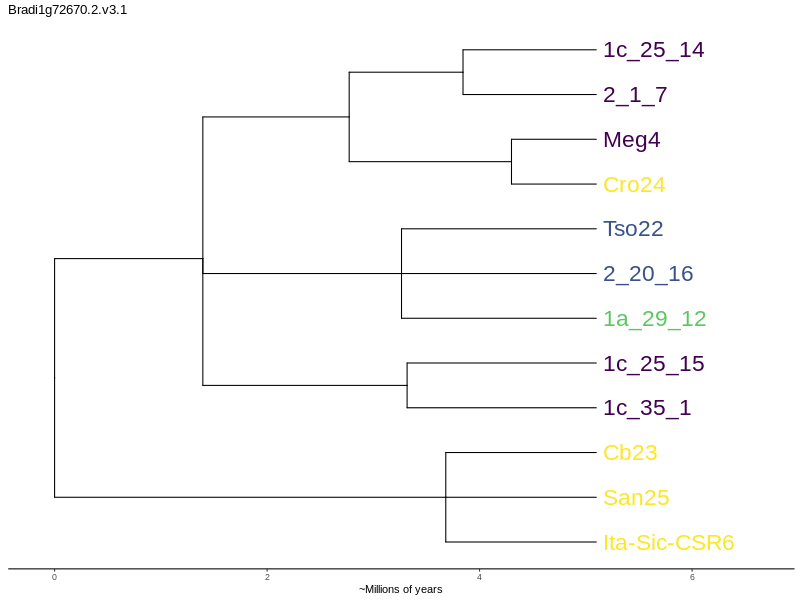 Bradi1g72670.2.v3.1
1c_25_14
2_1_7
Meg4
Cro24
Tso22
2_20_16
1a_29_12
1c_25_15
1c_35_1
Cb23
San25
Ita-Sic-CSR6
0 2 4 6
~Millions of years